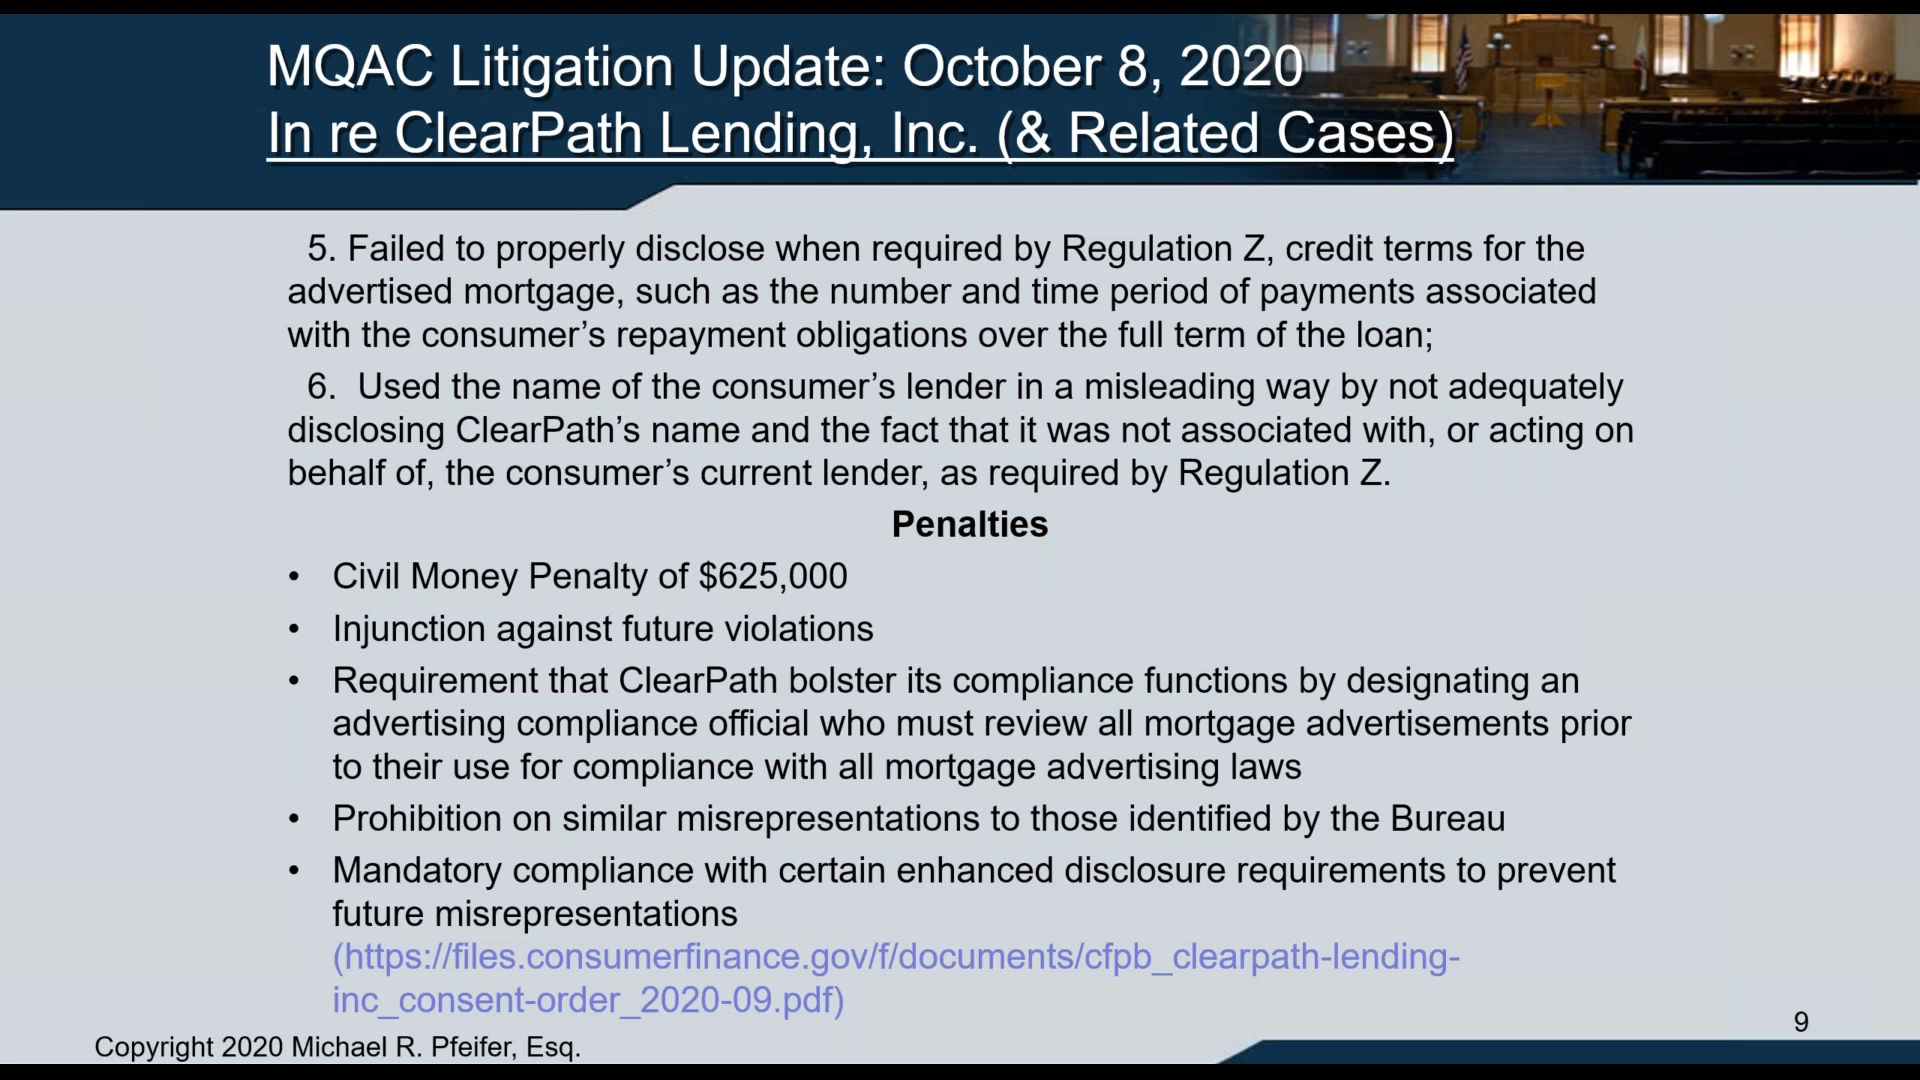 MQAC Litigation Update: October 8, 2020
In re ClearPath Lending, Inc. (& Related Cases)
5. Failed to properly disclose when required by Regulation Z, credit terms for the
advertised mortgage, such as the number and time period of payments associated
with the consumer’s repayment obligations over the full term of the loan;
6. Used the name of the consumer’s lender in a misleading way by not adequately
disclosing ClearPath’s name and the fact that it was not associated with, or acting on
behalf of, the consumer’s current lender, as required by Regulation Z.
Penalties
• Civil Money Penalty of $625,000
• Injunction against future violations
• Requirement that ClearPath bolster its compliance functions by designating an
advertising compliance official who must review all mortgage advertisements prior
to their use for compliance with all mortgage advertising laws
• Prohibition on similar misrepresentations to those identified by the Bureau
• Mandatory compliance with certain enhanced disclosure requirements to prevent
future misrepresentations
(https://files.consumerfinance.gov/f/documents/cfpb_clearpath-lending-
inc_consent-order_2020-09.pdf)
9
Copyright 2020 Michael R. Pfeifer, Esq.